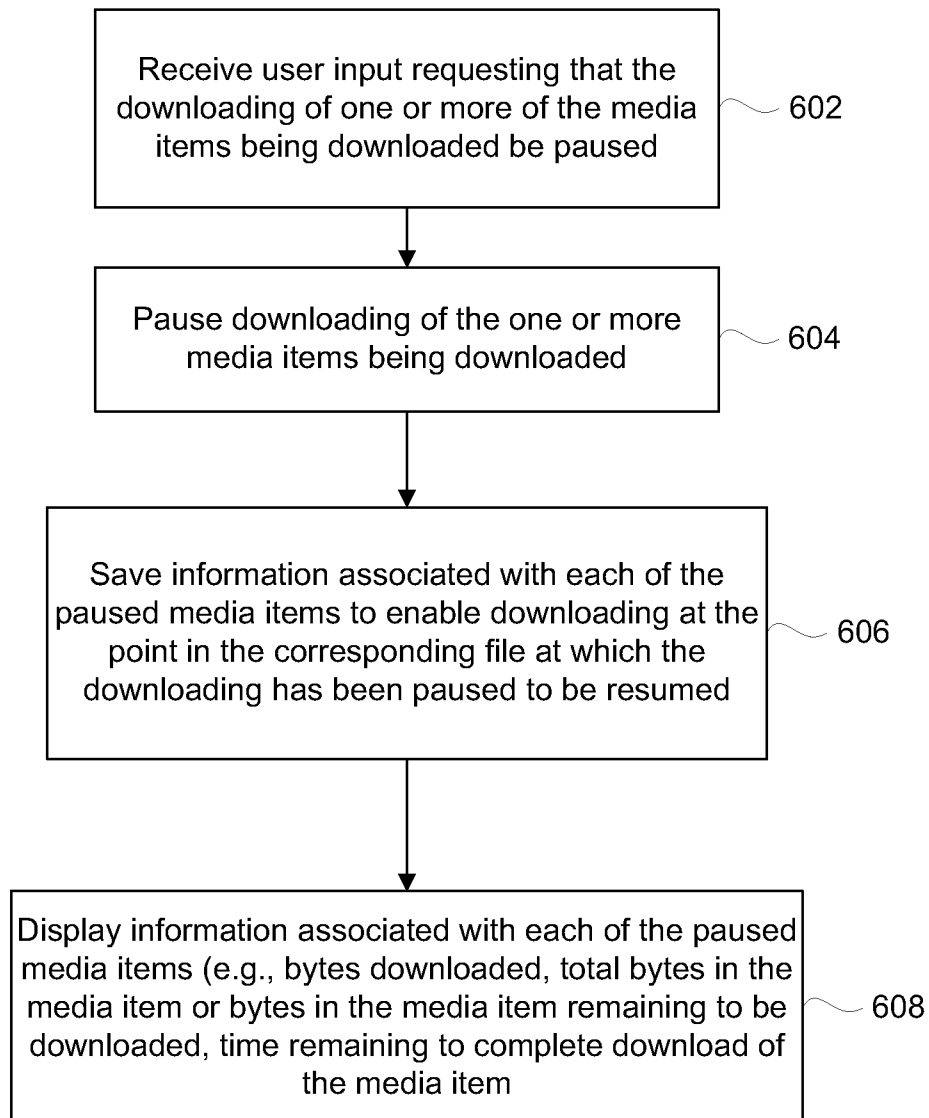 Receive user input requesting that the
downloading of one or more of the media
items being downloaded be paused
602
Pause downloading of the one or more
media items being downloaded
604
Save information associated with each of the
paused media items to enable downloading at the
point in the corresponding file at which the
downloading has been paused to be resumed
606
Display information associated with each of the paused
media items (e.g., bytes downloaded, total bytes in the
media item or bytes in the media item remaining to be
downloaded, time remaining to complete download of
the media item
608